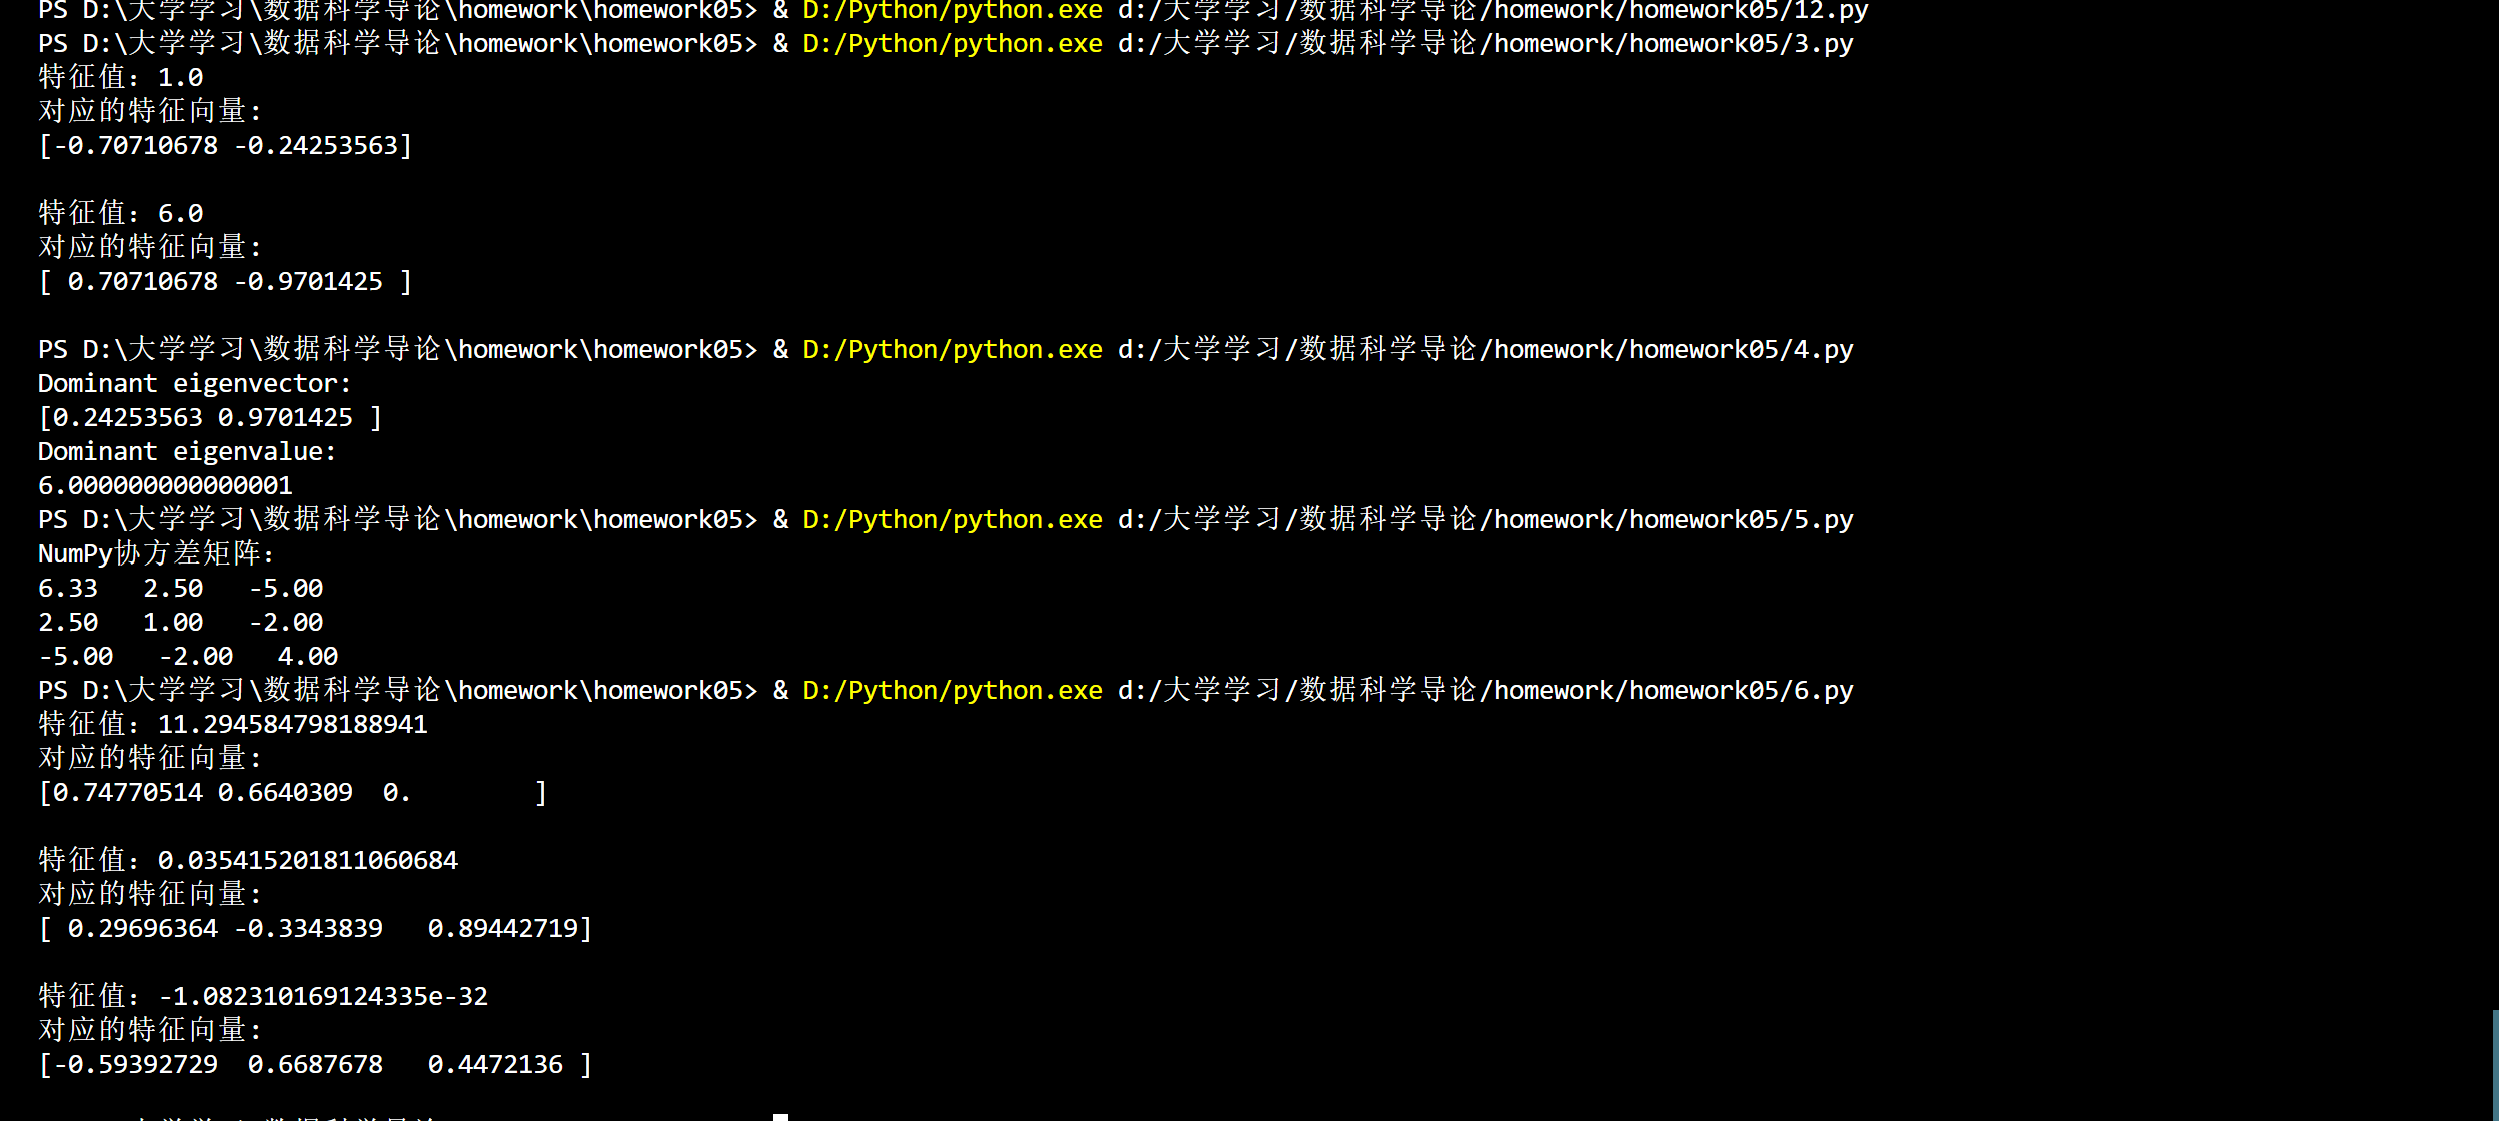 PS D:\大学学习\数据科学导论\homework\homework05> & D:/Python/python.exe d:/大学学习/数据科学导论/homework/homework05/12.py
PS D:\大学学习\数据科学导论\homework\homework05> & D:/Python/python.exe d:/大学学习/数据科学导论/homework/homework05/3.py
特征值：1.0
对应的特征向量：
[-0.70710678 -0.24253563]
特征值：6.0
对应的特征向量：
[ 0.70710678 -0.9701425 ]
PS D:\大学学习\数据科学导论\homework\homework05> & D:/Python/python.exe d:/大学学习/数据科学导论/homework/homework05/4.py
Dominant eigenvector:
[0.24253563 0.9701425 ]
Dominant eigenvalue:
6.000000000000001
PS D:\大学学习\数据科学导论\homework\homework05> & D:/Python/python.exe d:/大学学习/数据科学导论/homework/homework05/5.py
NumPy协方差矩阵：
6.33   2.50   -5.00
2.50   1.00   -2.00
-5.00   -2.00   4.00
PS D:\大学学习\数据科学导论\homework\homework05> & D:/Python/python.exe d:/大学学习/数据科学导论/homework/homework05/6.py
特征值：11.294584798188941
对应的特征向量：
[0.74770514 0.6640309  0.        ]
特征值：0.035415201811060684
对应的特征向量：
[ 0.29696364 -0.3343839   0.89442719]
特征值：-1.082310169124335e-32
对应的特征向量：
[-0.59392729  0.6687678   0.4472136 ]